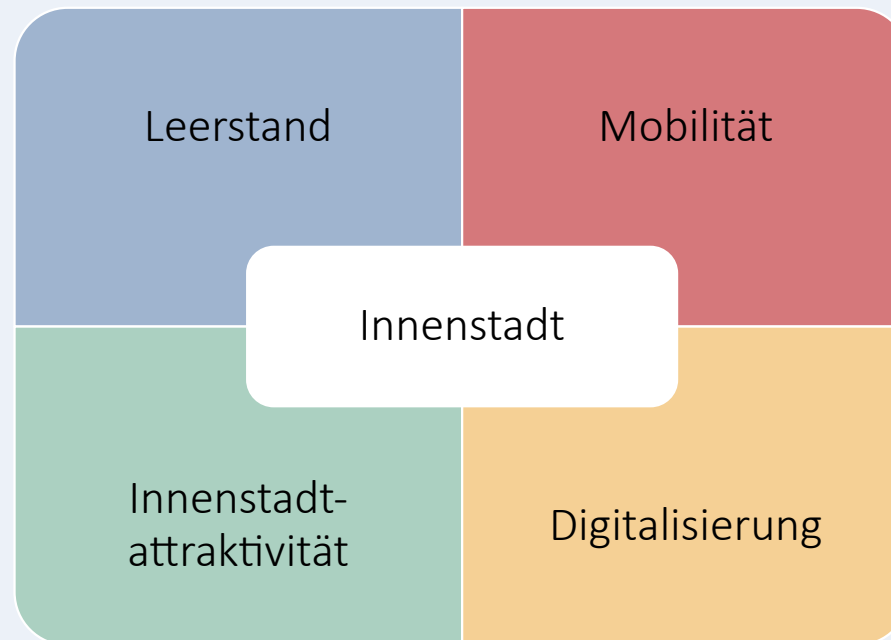 Leerstand
Mobilität
Innenstadt
Innenstadt-
attraktivität
Digitalisierung